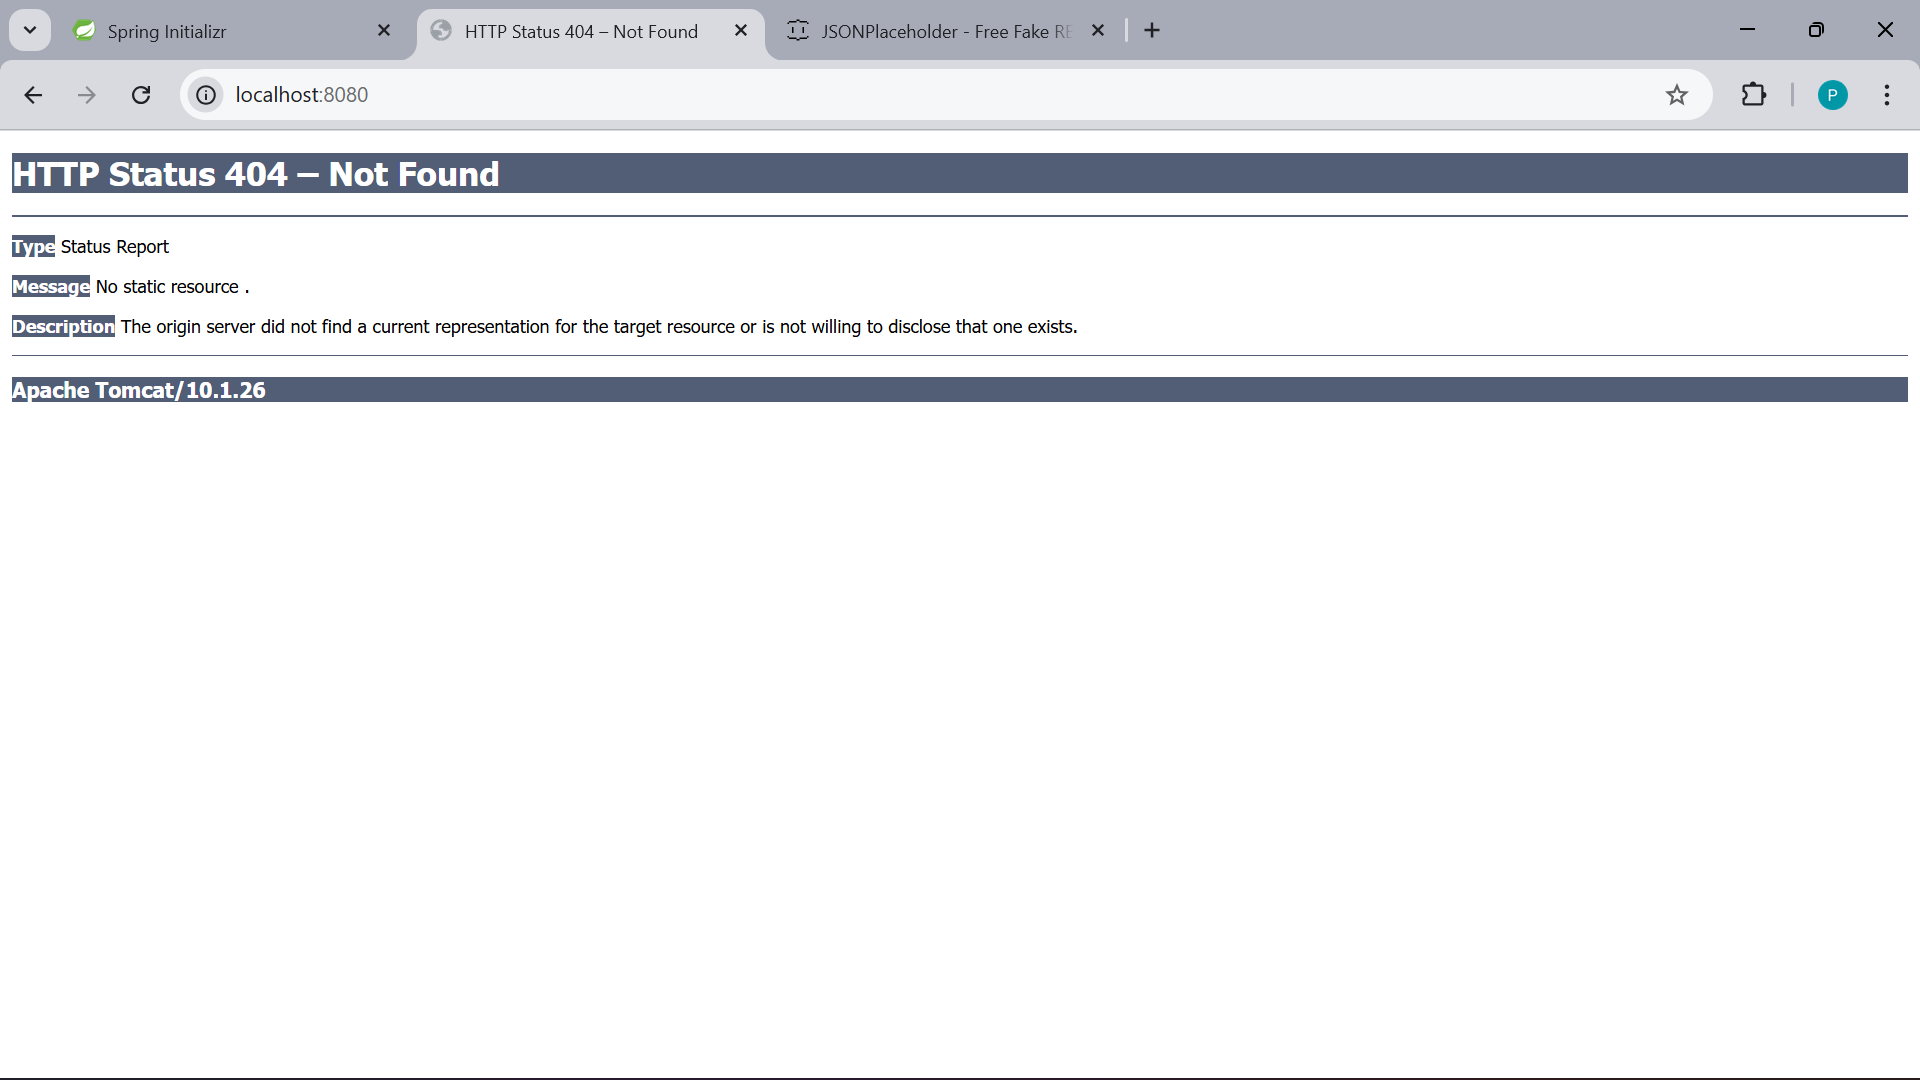 Spring Initializr
HTTP Status 404 – Not Found
JSONPlaceholder - Free Fake RE
localhost:8080
P
HTTP Status 404 – Not Found
Type Status Report
Message No static resource .
Description The origin server did not find a current representation for the target resource or is not willing to disclose that one exists.
Apache Tomcat/10.1.26